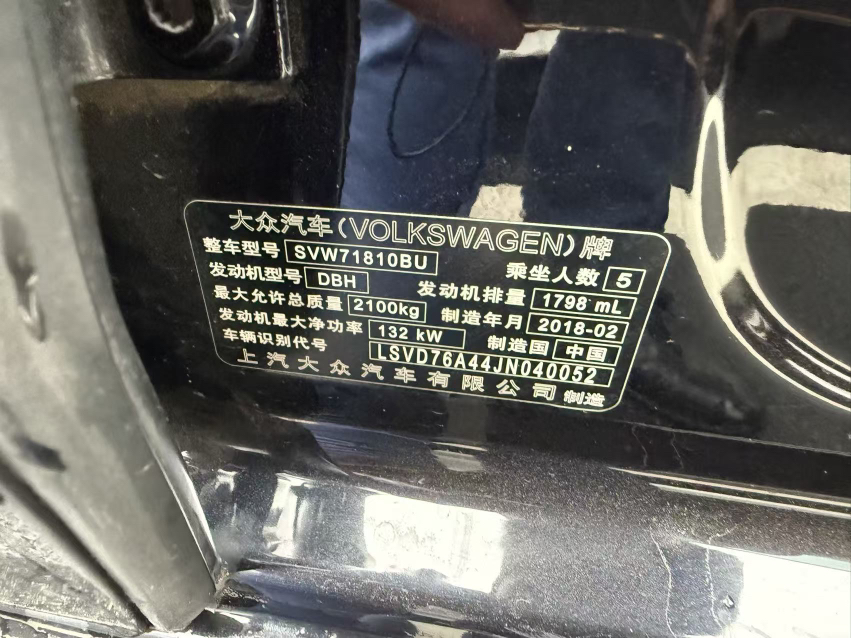 大众汽车(VOLKSWAGEN)牌
整车型号 SVW71810BU 乘坐人数 5
发动机型号 DBH 发动机排量 1798 mL
最大允许总质量 2100kg 制造年月 2018-02
发动机最大净功率 132 kW 制造国 中国
车辆识别代号 LSVD76A44JN040052
上汽大众汽车有限公司 制造